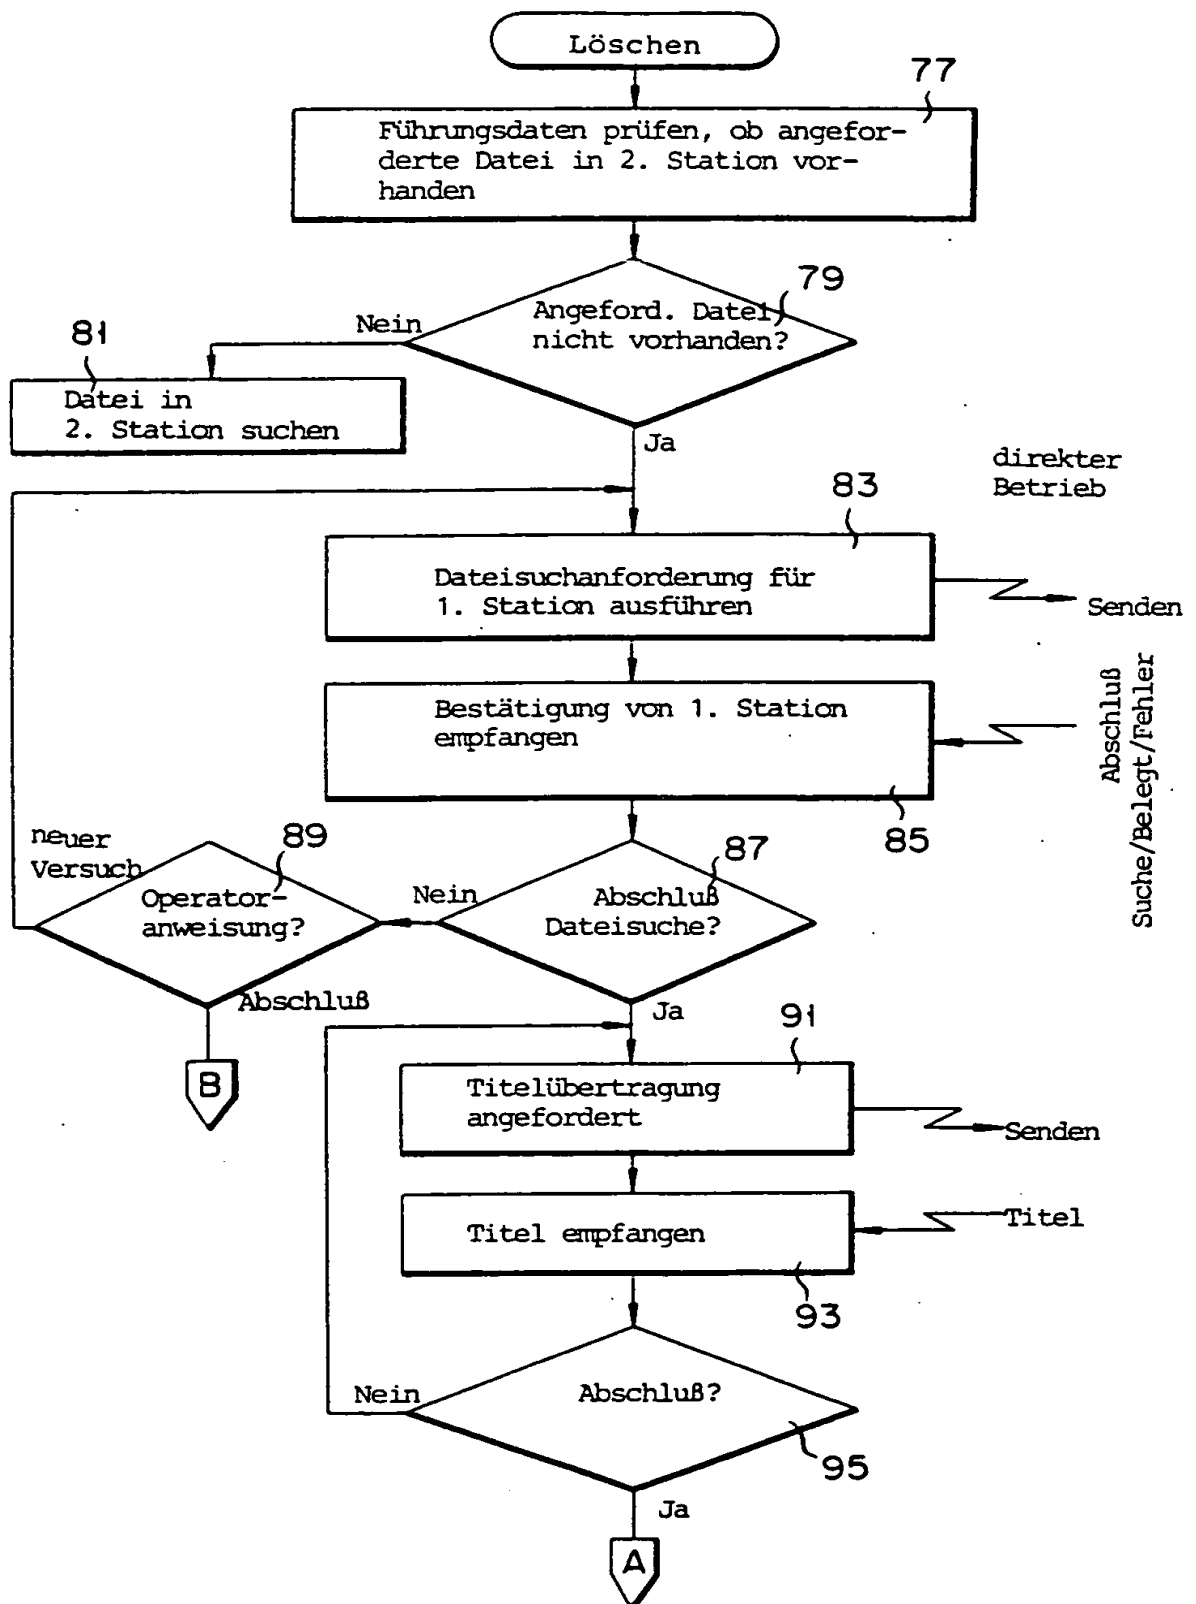 Löschen
77
Führungsdaten prüfen, ob angefor-
derte Datei in 2. Station vor-
handen
79
Angeford. Datei
nicht vorhanden?
Nein
81
Datei in
2. Station suchen
Ja
direkter
Betrieb
83
Dateisuchanforderung für
1. Station ausführen
Senden
Bestätigung von 1. Station
empfangen
85
Abschluß
Suche/Belegt/Fehler
neuer
Versuch
89
Operator-
anweisung?
Nein
87
Abschluß
Dateisuche?
Abschluß
Ja
B
91
Titelübertragung
angefordert
Senden
Titel empfangen
Titel
93
Nein
Abschluß?
95
Ja
A